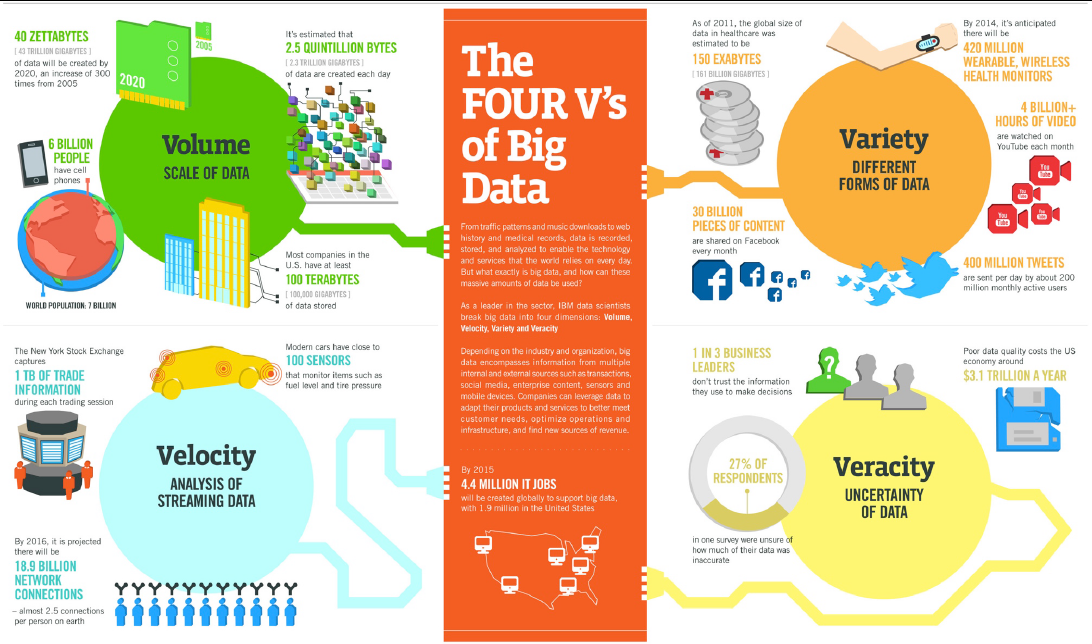 40 ZETTABYTES
[ 43 TRILLION GIGABYTES ]
of data will be created by
2020, an increase of 300
times from 2005
2005
2020
It's estimated that
2.5 QUINTILLION BYTES
[ 2.3 TRILLION GIGABYTES ]
of data are created each day
6 BILLION
PEOPLE
have cell
phones
Volume
SCALE OF DATA
WORLD POPULATION: 7 BILLION
Most companies in the
U.S. have at least
100 TERABYTES
[ 100,000 GIGABYTES ]
of data stored
The New York Stock Exchange
captures
1 TB OF TRADE
INFORMATION
during each trading session
Modern cars have close to
100 SENSORS
that monitor items such as
fuel level and tire pressure
Velocity
ANALYSIS OF
STREAMING DATA
By 2016, it is projected
there will be
18.9 BILLION
NETWORK
CONNECTIONS
– almost 2.5 connections
per person on earth
The
FOUR V's
of Big
Data
From traffic patterns and music downloads to web
history and medical records, data is recorded,
stored, and analyzed to enable the technology
and services that the world relies on every day.
But what exactly is big data, and how can these
massive amounts of data be used?
As a leader in the sector, IBM data scientists
break big data into four dimensions: Volume,
Velocity, Variety and Veracity
Depending on the industry and organization, big
data encompasses information from multiple
internal and external sources such as transactions,
social media, enterprise content, sensors and
mobile devices. Companies can leverage data to
adapt their products and services to better meet
customer needs, optimize operations and
infrastructure, and find new sources of revenue.
By 2015
4.4 MILLION IT JOBS
will be created globally to support big data,
with 1.9 million in the United States
As of 2011, the global size of
data in healthcare was
estimated to be
150 EXABYTES
[ 161 BILLION GIGABYTES ]
By 2014, it's anticipated
there will be
420 MILLION
WEARABLE, WIRELESS
HEALTH MONITORS
4 BILLION+
HOURS OF VIDEO
are watched on
YouTube each month
You
Tube
You
Tube
You
Tube
You
Tube
Variety
DIFFERENT
FORMS OF DATA
30 BILLION
PIECES OF CONTENT
are shared on Facebook
every month
f
f
f
f
f
f
400 MILLION TWEETS
are sent per day by about 200
million monthly active users
1 IN 3 BUSINESS
LEADERS
don't trust the information
they use to make decisions
?
Poor data quality costs the US
economy around
$3.1 TRILLION A YEAR
27% OF
RESPONDENTS
in one survey were unsure of
how much of their data was
inaccurate
Veracity
UNCERTAINTY
OF DATA